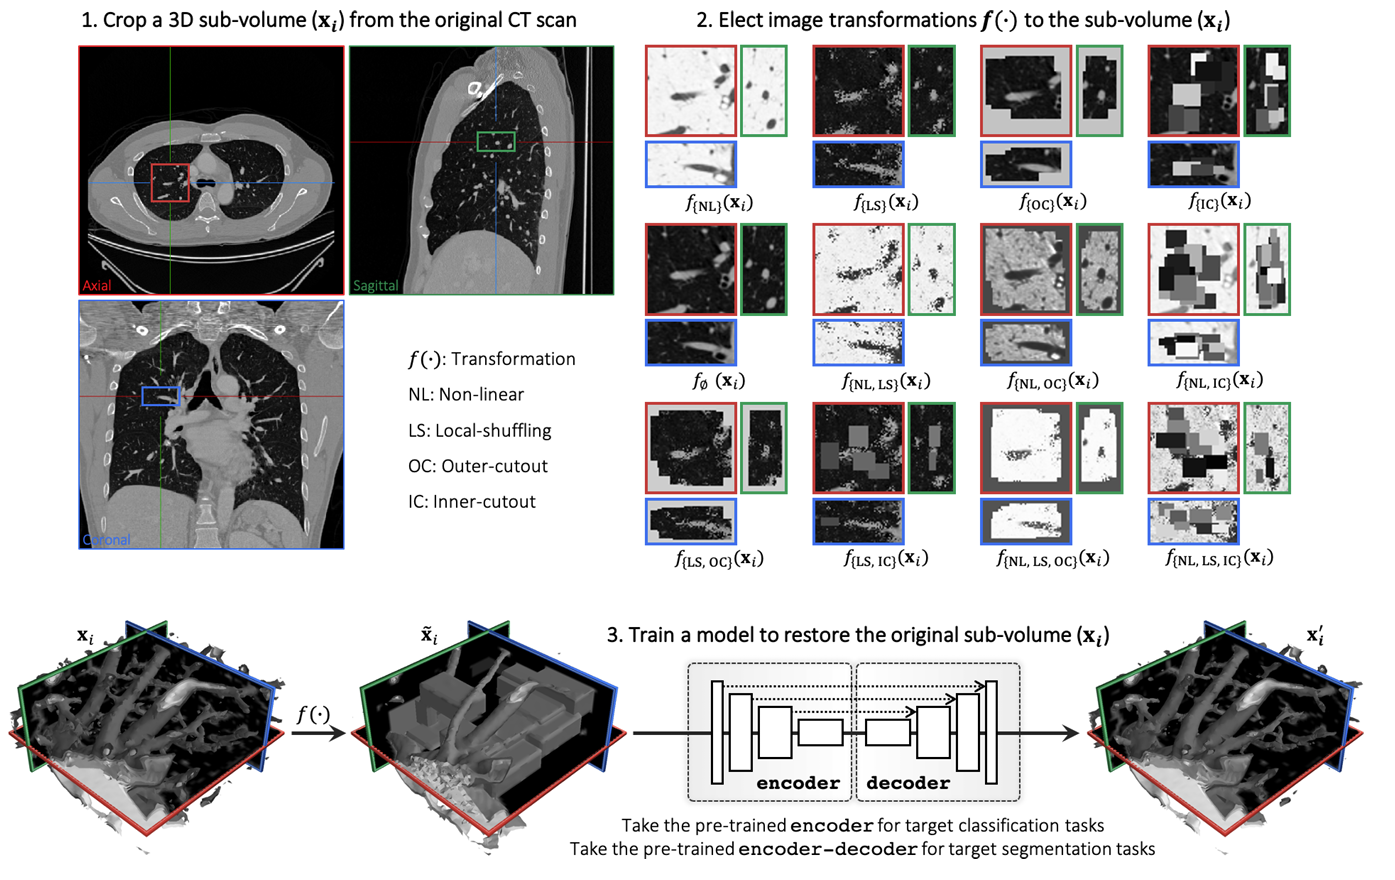 1. Crop a 3D sub-volume (𝐱ᵢ) from the original CT scan
2. Elect image transformations f(·) to the sub-volume (𝐱ᵢ)
Axial
Sagittal
Coronal
f(·): Transformation
NL: Non-linear
LS: Local-shuffling
OC: Outer-cutout
IC: Inner-cutout
f{NL}(𝐱ᵢ)
f{LS}(𝐱ᵢ)
f{OC}(𝐱ᵢ)
f{IC}(𝐱ᵢ)
f∅ (𝐱ᵢ)
f{NL, LS}(𝐱ᵢ)
f{NL, OC}(𝐱ᵢ)
f{NL, IC}(𝐱ᵢ)
f{LS, OC}(𝐱ᵢ)
f{LS, IC}(𝐱ᵢ)
f{NL, LS, OC}(𝐱ᵢ)
f{NL, LS, IC}(𝐱ᵢ)
3. Train a model to restore the original sub-volume (𝐱ᵢ)
𝐱ᵢ
f(·)
𝐱̃ᵢ
encoder
decoder
𝐱ᵢ′
Take the pre-trained encoder for target classification tasks
Take the pre-trained encoder-decoder for target segmentation tasks